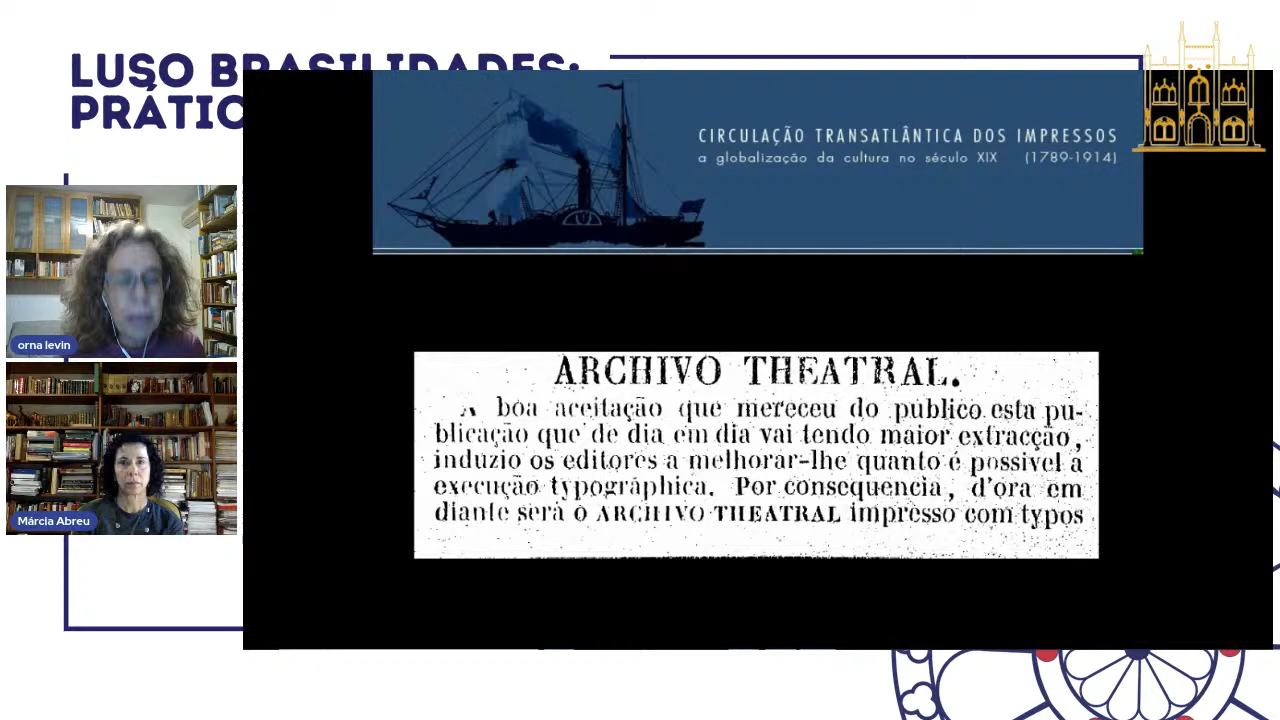 LUSO BRASILIDADES:
PRÁTIC
CIRCULAÇÃO TRANSATLÂNTICA DOS IMPRESSOS
a globalização da cultura no século XIX (1789-1914)
orna levin
Márcia Abreu
ARCHIVO THEATRAL.
A boa aceitação que mereceu do publico esta pu-
blicação que de dia em dia vai tendo maior extracção,
induzio os editores a melhorar-lhe quanto é possivel a
execução typográphica. Por consequencia, d'ora em
diante será o ARCHIVO THEATRAL impresso com typos